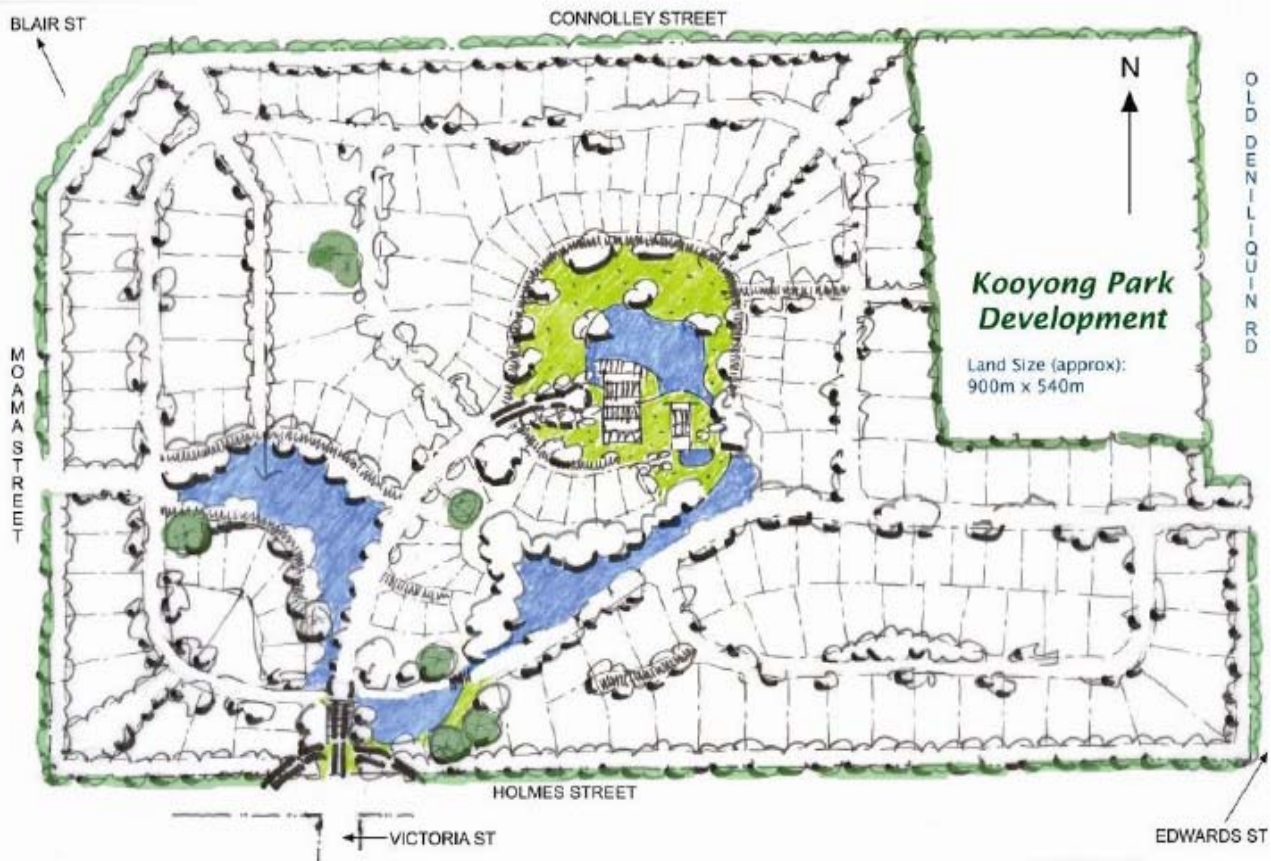 BLAIR ST
CONNOLLEY STREET
N
OLD DENILIQUIN RD
Kooyong Park
Development
Land Size (approx):
900m x 540m
MOAMA STREET
HOLMES STREET
VICTORIA ST
EDWARDS ST